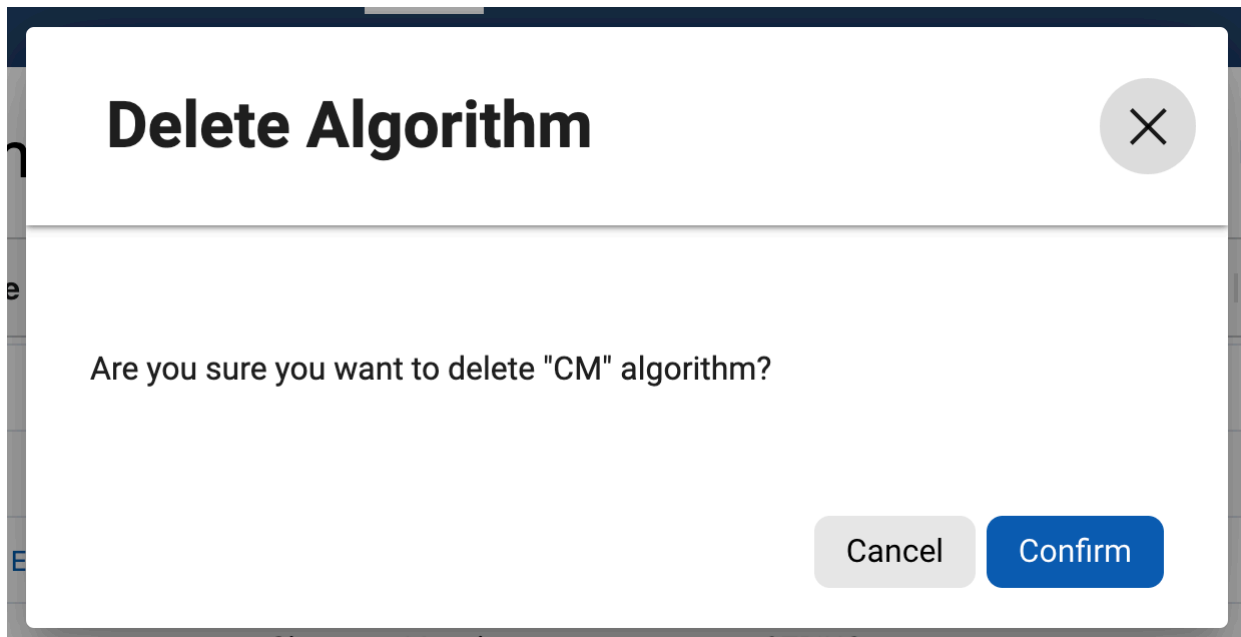 Delete Algorithm
e
Are you sure you want to delete "CM" algorithm?
Cancel
Confirm
E